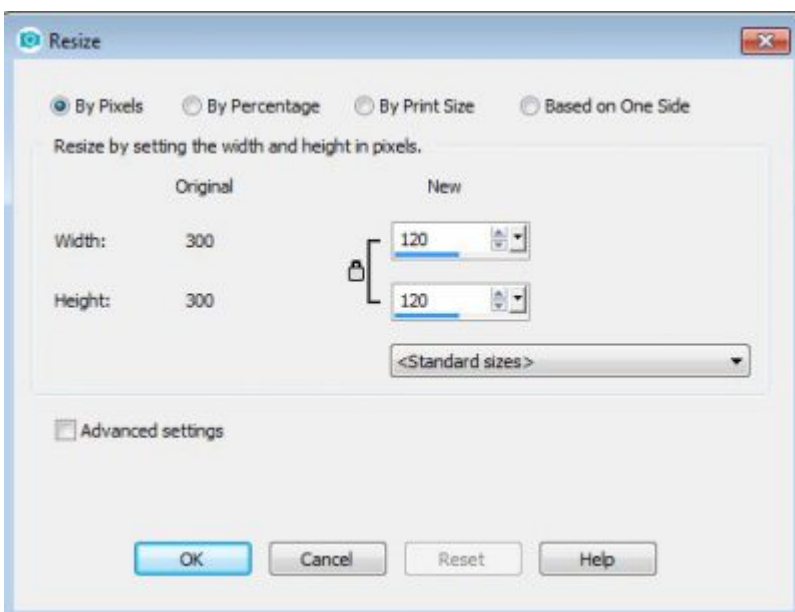 Resize
By Pixels By Percentage By Print Size Based on One Side
Resize by setting the width and height in pixels.
Original New
Width: 300 120
Height: 300 120
<Standard sizes>
Advanced settings
OK Cancel Reset Help